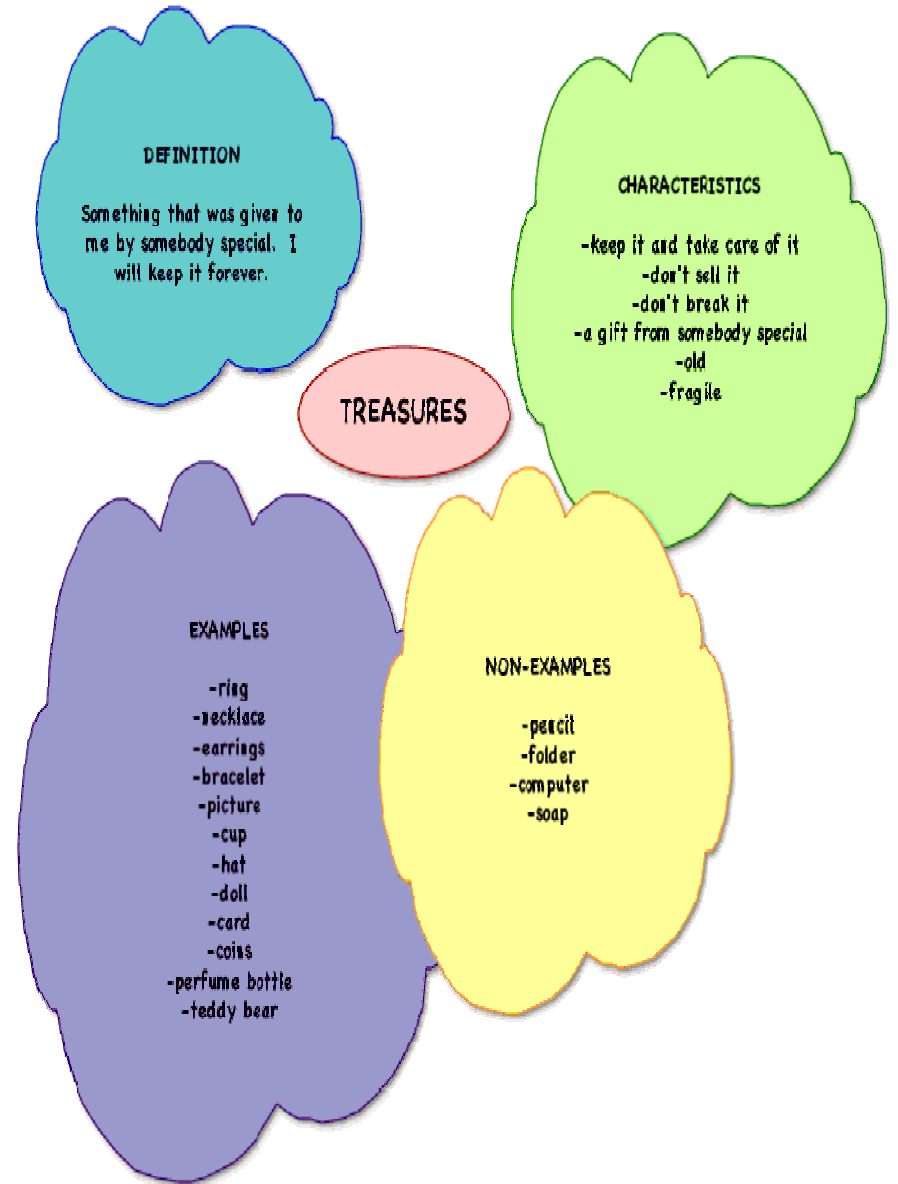 DEFINITION
Something that was given to
me by somebody special.  I
will keep it forever.
CHARACTERISTICS
-keep it and take care of it
-don't sell it
-don't break it
-a gift from somebody special
-old
-fragile
TREASURES
EXAMPLES
-ring
-necklace
-earrings
-bracelet
-picture
-cup
-hat
-doll
-card
-coins
-perfume bottle
-teddy bear
NON-EXAMPLES
-pencil
-folder
-computer
-soap